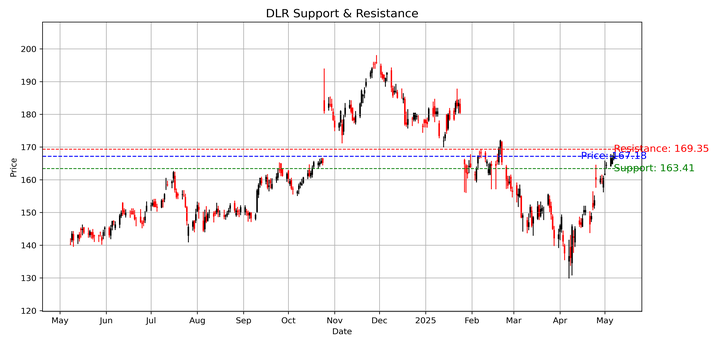 DLR Support & Resistance
200
190
180
170
160
150
140
130
120
Price
Resistance: 169.35
Price: 167.18
Support: 163.41
May Jun Jul Aug Sep Oct Nov Dec 2025 Feb Mar Apr May
Date